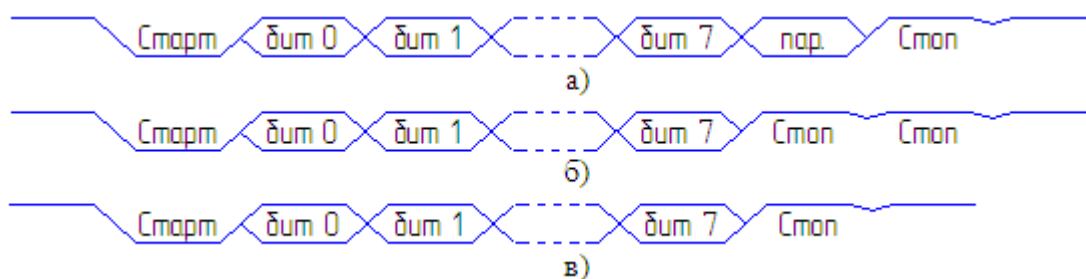 Старт бит 0 бит 1 бит 7 пар. Стоп
а)
Старт бит 0 бит 1 бит 7 Стоп Стоп
б)
Старт бит 0 бит 1 бит 7 Стоп
в)